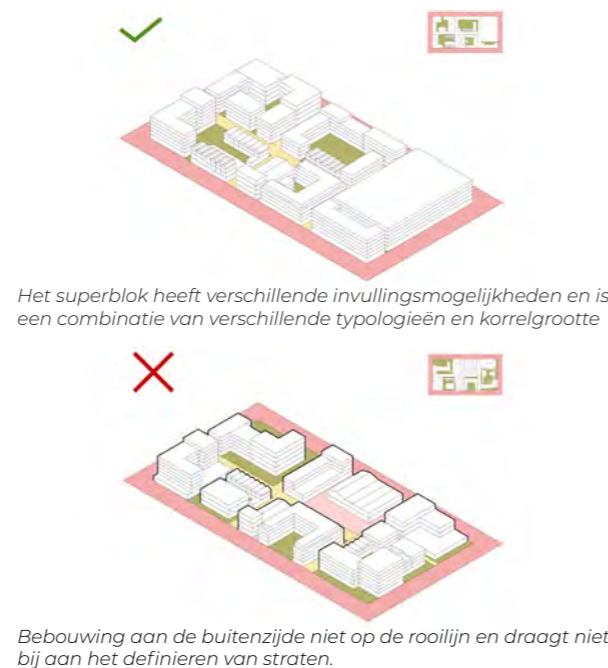 Het superblok heeft verschillende invullingsmogelijkheden en is
een combinatie van verschillende typologieën en korrelgrootte
Bebouwing aan de buitenzijde niet op de rooilijn en draagt niet
bij aan het definieren van straten.